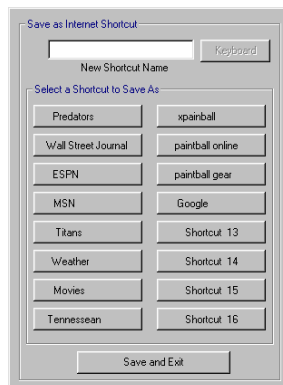 Save as Internet Shortcut
Keyboard
New Shortcut Name
Select a Shortcut to Save As
Predators xpainball
Wall Street Journal paintball online
ESPN paintball gear
MSN Google
Titans Shortcut 13
Weather Shortcut 14
Movies Shortcut 15
Tennessean Shortcut 16
Save and Exit